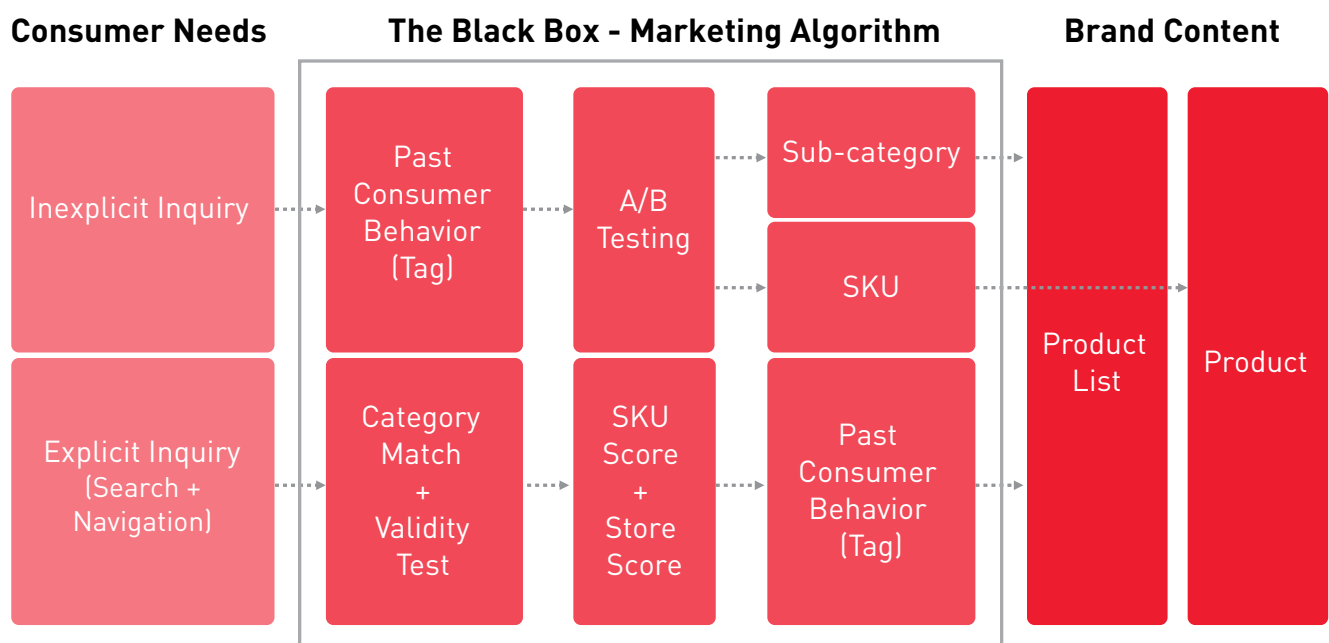 Consumer Needs
The Black Box - Marketing Algorithm
Brand Content
Inexplicit Inquiry
Past
Consumer
Behavior
(Tag)
A/B
Testing
Sub-category
SKU
Explicit Inquiry
(Search +
Navigation)
Category
Match
+
Validity
Test
SKU
Score
+
Store
Score
Past
Consumer
Behavior
(Tag)
Product
List
Product